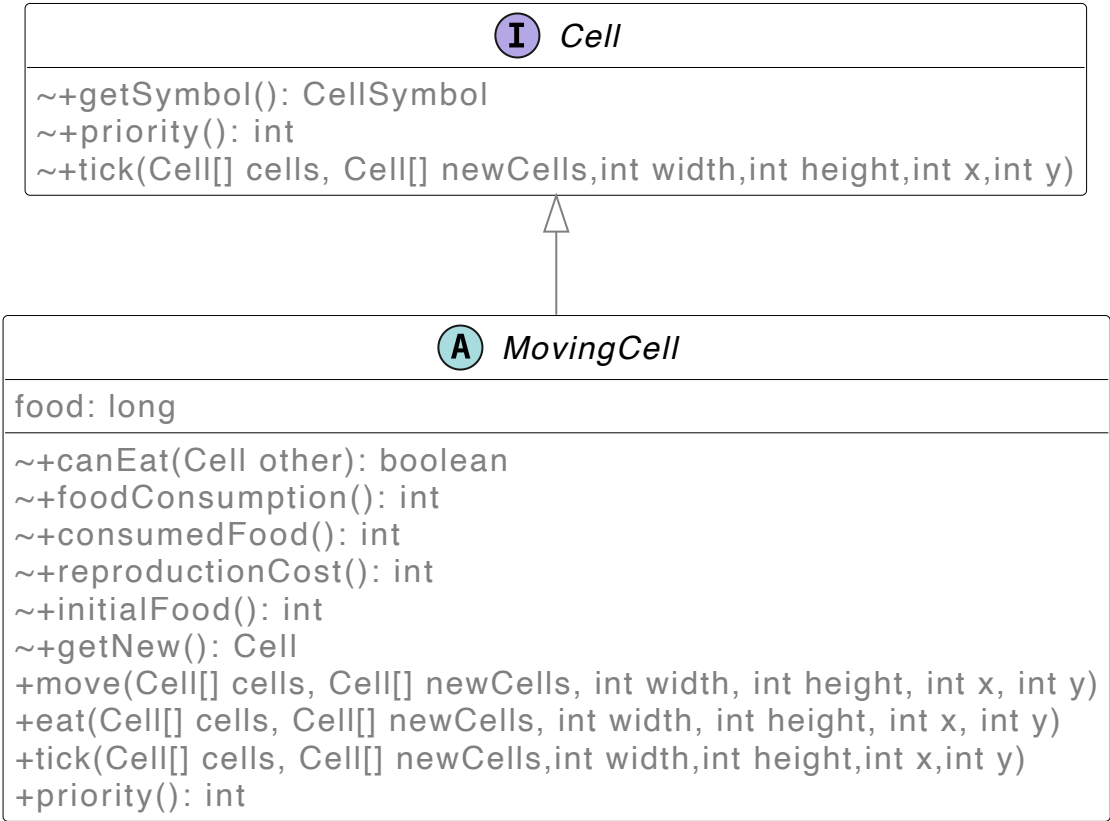 I Cell
~+getSymbol(): CellSymbol
~+priority(): int
~+tick(Cell[] cells, Cell[] newCells,int width,int height,int x,int y)
A MovingCell
food: long
~+canEat(Cell other): boolean
~+foodConsumption(): int
~+consumedFood(): int
~+reproductionCost(): int
~+initialFood(): int
~+getNew(): Cell
+move(Cell[] cells, Cell[] newCells, int width, int height, int x, int y)
+eat(Cell[] cells, Cell[] newCells, int width, int height, int x, int y)
+tick(Cell[] cells, Cell[] newCells,int width,int height,int x,int y)
+priority(): int